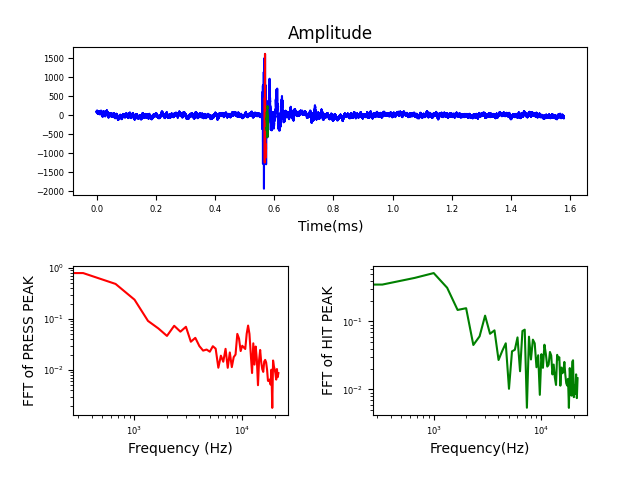 Amplitude
1500
1000
500
0
−500
−1000
−1500
−2000
0.0 0.2 0.4 0.6 0.8 1.0 1.2 1.4 1.6
Time(ms)
FFT of PRESS PEAK
10⁰
10⁻¹
10⁻²
10³ 10⁴
Frequency (Hz)
FFT of HIT PEAK
10⁻¹
10⁻²
10³ 10⁴
Frequency(Hz)